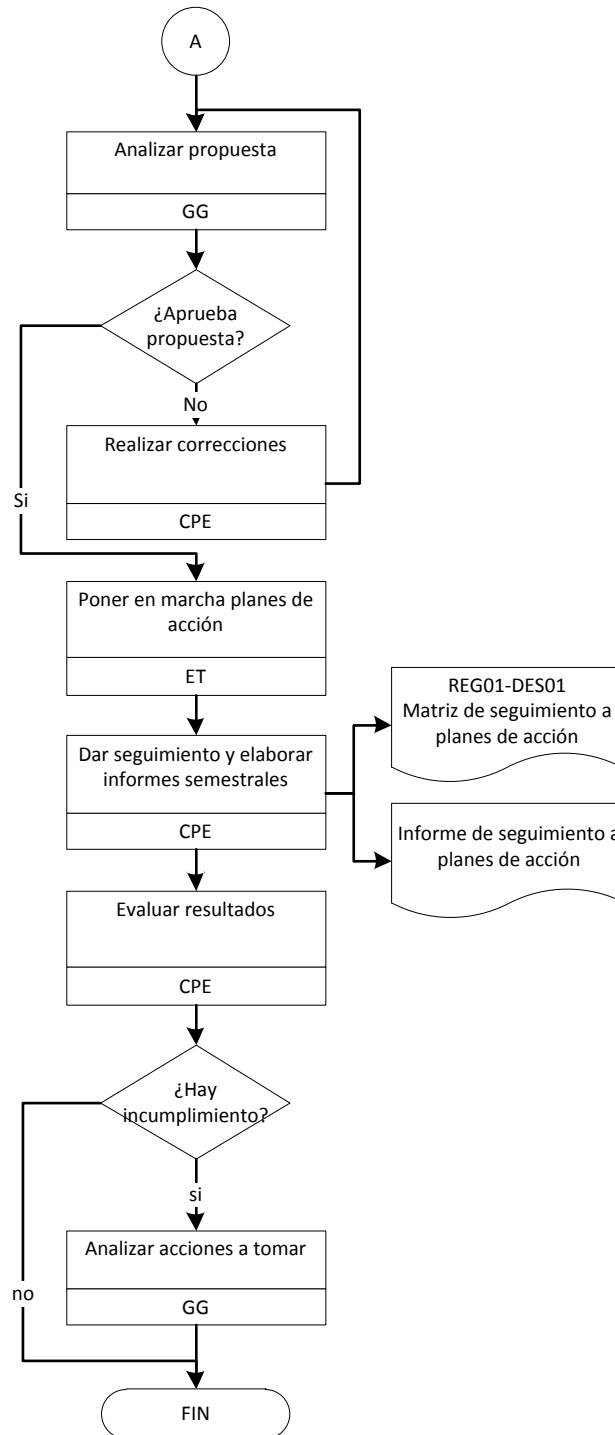 A
Analizar propuesta
GG
¿Aprueba
propuesta?
No
Realizar correcciones
CPE
Si
Poner en marcha planes de
acción
ET
Dar seguimiento y elaborar
informes semestrales
CPE
REG01-DES01
Matriz de seguimiento a
planes de acción
Informe de seguimiento a
planes de acción
Evaluar resultados
CPE
¿Hay
incumplimiento?
si
no
Analizar acciones a tomar
GG
FIN